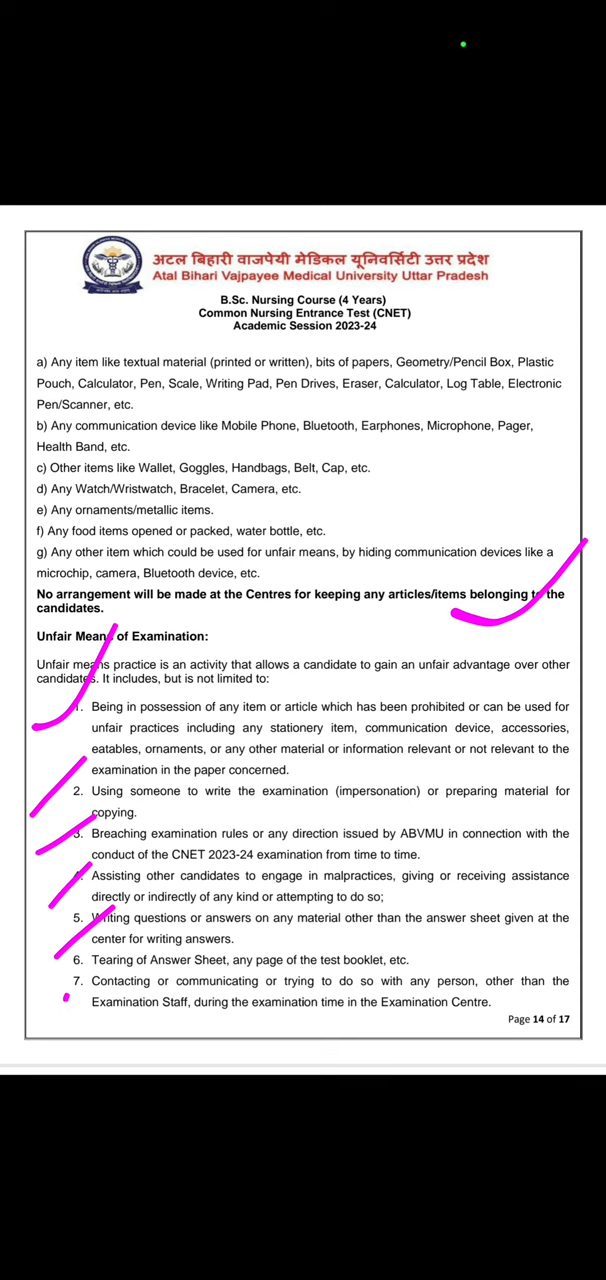 अटल बिहारी वाजपेयी मेडिकल यूनिवर्सिटी उत्तर प्रदेश
Atal Bihari Vajpayee Medical University Uttar Pradesh
B.Sc. Nursing Course (4 Years)
Common Nursing Entrance Test (CNET)
Academic Session 2023-24
a) Any item like textual material (printed or written), bits of papers, Geometry/Pencil Box, Plastic
Pouch, Calculator, Pen, Scale, Writing Pad, Pen Drives, Eraser, Calculator, Log Table, Electronic
Pen/Scanner, etc.
b) Any communication device like Mobile Phone, Bluetooth, Earphones, Microphone, Pager,
Health Band, etc.
c) Other items like Wallet, Goggles, Handbags, Belt, Cap, etc.
d) Any Watch/Wristwatch, Bracelet, Camera, etc.
e) Any ornaments/metallic items.
f) Any food items opened or packed, water bottle, etc.
g) Any other item which could be used for unfair means, by hiding communication devices like a
microchip, camera, Bluetooth device, etc.
No arrangement will be made at the Centres for keeping any articles/items belonging to the
candidates.
Unfair Means of Examination:
Unfair means practice is an activity that allows a candidate to gain an unfair advantage over other
candidates. It includes, but is not limited to:
1. Being in possession of any item or article which has been prohibited or can be used for
unfair practices including any stationery item, communication device, accessories,
eatables, ornaments, or any other material or information relevant or not relevant to the
examination in the paper concerned.
2. Using someone to write the examination (impersonation) or preparing material for
copying.
3. Breaching examination rules or any direction issued by ABVMU in connection with the
conduct of the CNET 2023-24 examination from time to time.
4. Assisting other candidates to engage in malpractices, giving or receiving assistance
directly or indirectly of any kind or attempting to do so;
5. Writing questions or answers on any material other than the answer sheet given at the
center for writing answers.
6. Tearing of Answer Sheet, any page of the test booklet, etc.
7. Contacting or communicating or trying to do so with any person, other than the
Examination Staff, during the examination time in the Examination Centre.
Page 14 of 17